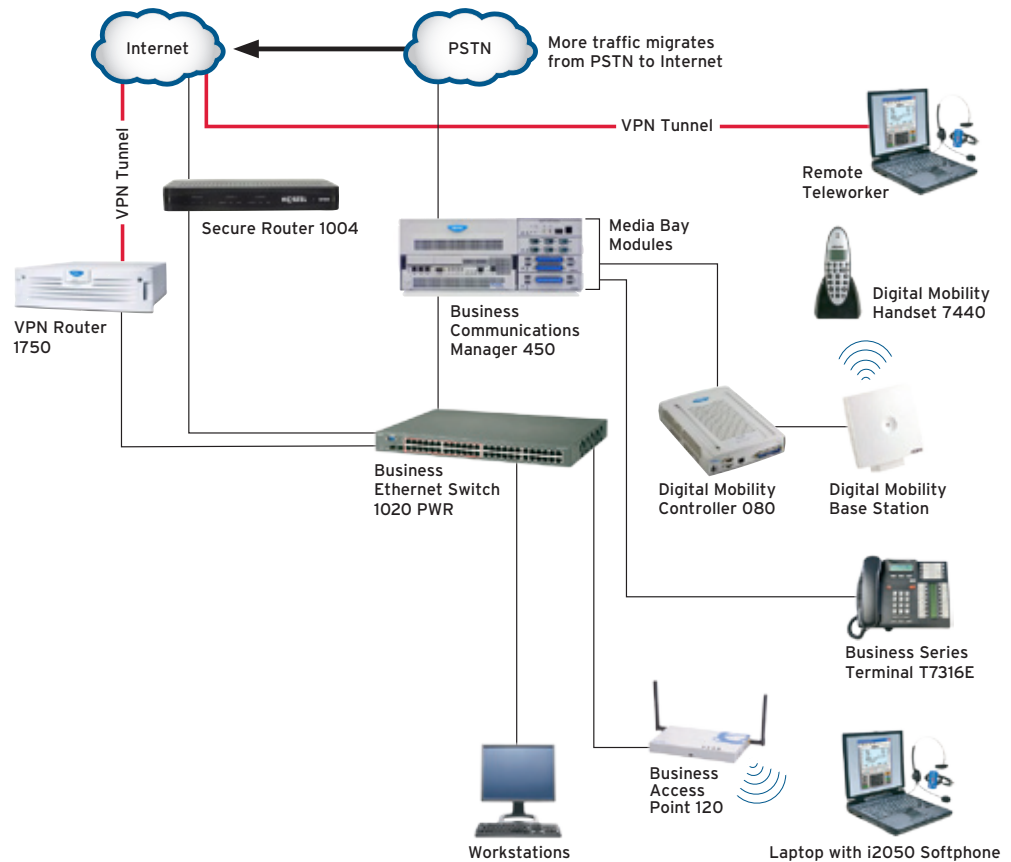 Internet
PSTN
More traffic migrates
from PSTN to Internet
VPN Tunnel
VPN Tunnel
Remote
Teleworker
Secure Router 1004
Media Bay
Modules
VPN Router
1750
Business
Communications
Manager 450
Digital Mobility
Handset 7440
Business
Ethernet Switch
1020 PWR
Digital Mobility
Controller 080
Digital Mobility
Base Station
Business Series
Terminal T7316E
Business
Access
Point 120
Workstations
Laptop with i2050 Softphone